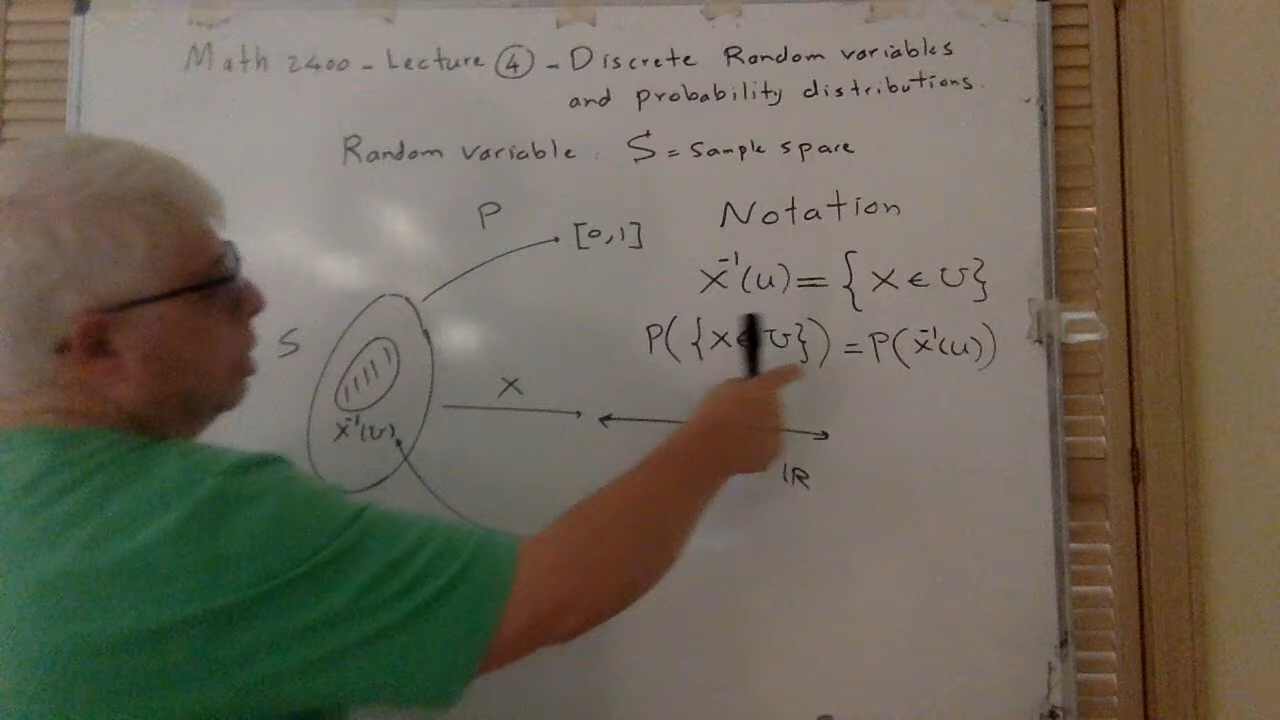 Math 2400 - Lecture ④ - Discrete Random variables
and probability distributions.
Random variable. S = sample space
P
[0,1]
Notation
X⁻¹(U) = { X ∈ U }
P({X ∈ U}) = P(X⁻¹(U))
S
X
X⁻¹(U)
ℝ